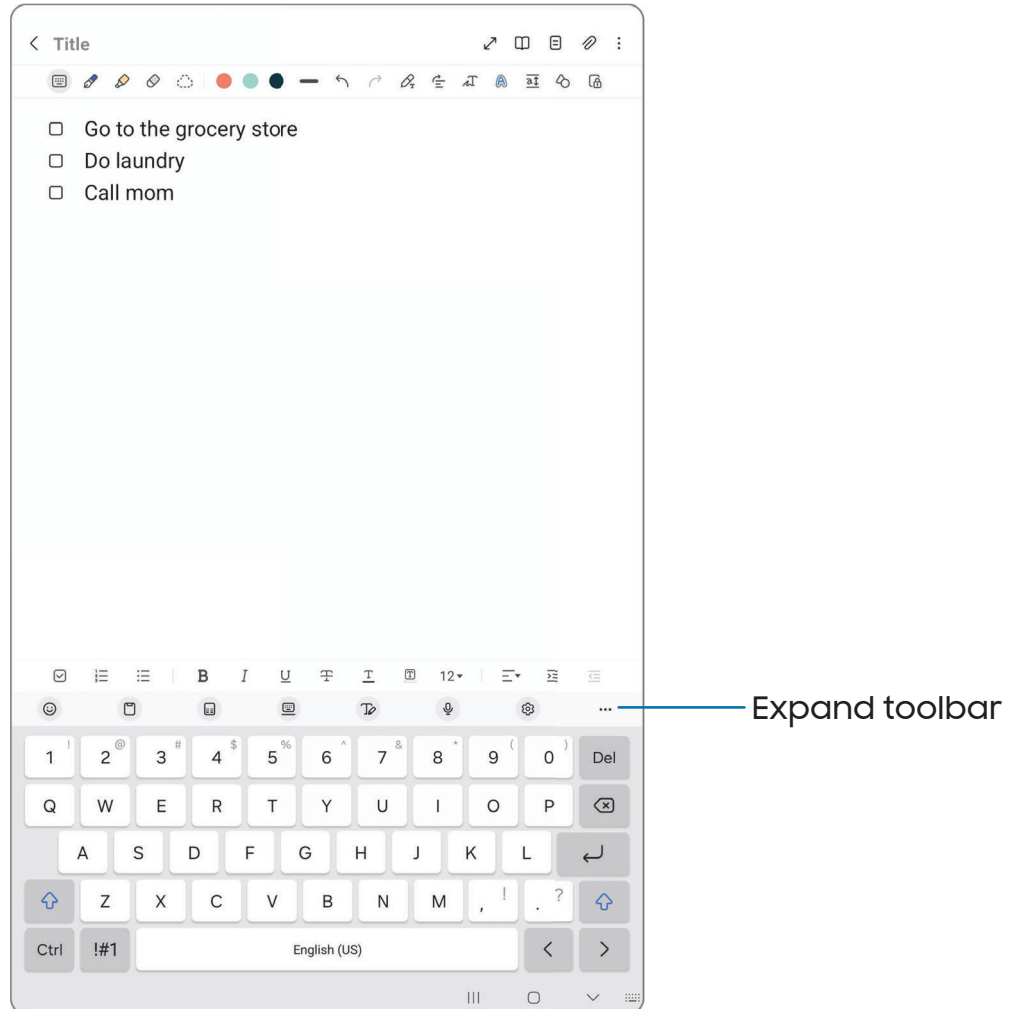 Title
Go to the grocery store
Do laundry
Call mom
B I U T T T 12
Expand toolbar
1 ! 2 @ 3 # 4 $ 5 % 6 ^ 7 & 8 * 9 ( 0 ) Del
Q W E R T Y U I O P
A S D F G H J K L
Z X C V B N M , ! . ?
Ctrl !#1 English (US) < >